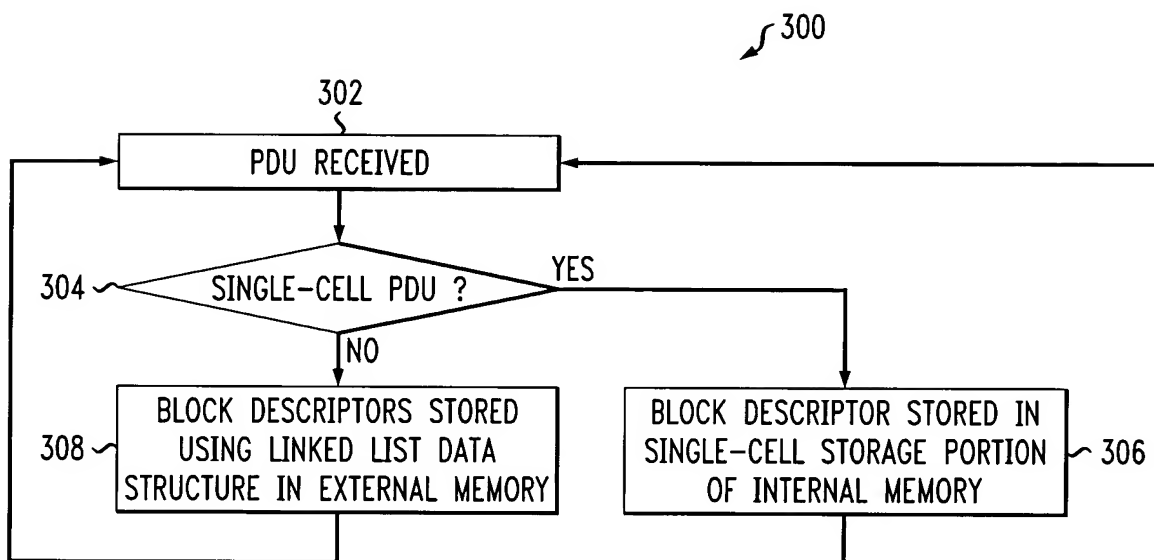 300
302
PDU RECEIVED
304
SINGLE-CELL PDU ?
YES
NO
308
BLOCK DESCRIPTORS STORED
USING LINKED LIST DATA
STRUCTURE IN EXTERNAL MEMORY
BLOCK DESCRIPTOR STORED IN
SINGLE-CELL STORAGE PORTION
OF INTERNAL MEMORY
306